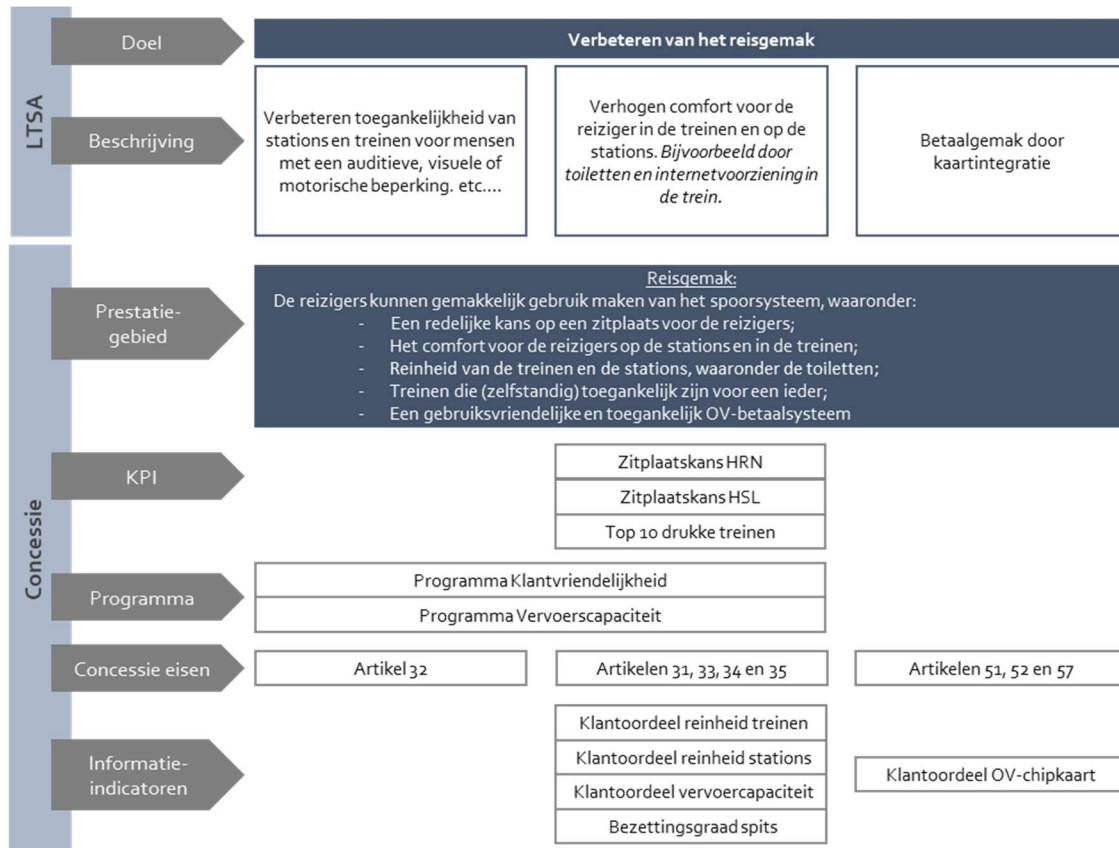 LTSA
Doel
Verbeteren van het reisgemak
Beschrijving
Verbeteren toegankelijkheid van
stations en treinen voor mensen
met een auditieve, visuele of
motorische beperking. etc....
Verhogen comfort voor de
reiziger in de treinen en op de
stations. Bijvoorbeeld door
toiletten en internetvoorziening in
de trein.
Betaalgemak door
kaartintegratie
Concessie
Prestatie-
gebied
Reisgemak:
De reizigers kunnen gemakkelijk gebruik maken van het spoorsysteem, waaronder:
- Een redelijke kans op een zitplaats voor de reizigers;
- Het comfort voor de reizigers op de stations en in de treinen;
- Reinheid van de treinen en de stations, waaronder de toiletten;
- Treinen die (zelfstandig) toegankelijk zijn voor een ieder;
- Een gebruiksvriendelijke en toegankelijk OV-betaalsysteem
KPI
Zitplaatskans HRN
Zitplaatskans HSL
Top 10 drukke treinen
Programma
Programma Klantvriendelijkheid
Programma Vervoerscapaciteit
Concessie eisen
Artikel 32
Artikelen 31, 33, 34 en 35
Artikelen 51, 52 en 57
Informatie-
indicatoren
Klantoordeel reinheid treinen
Klantoordeel reinheid stations
Klantoordeel vervoercapaciteit
Bezettingsgraad spits
Klantoordeel OV-chipkaart